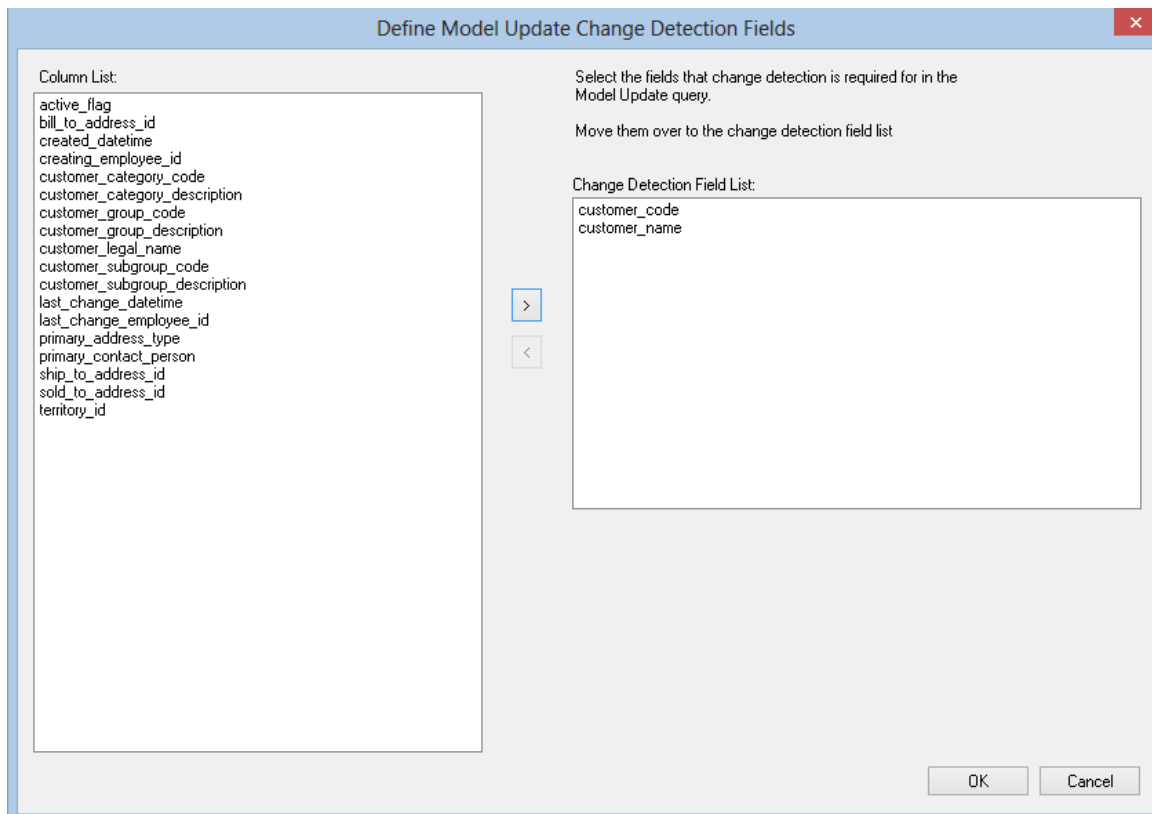 Define Model Update Change Detection Fields
×
Column List:
active_flag
bill_to_address_id
created_datetime
creating_employee_id
customer_category_code
customer_category_description
customer_group_code
customer_group_description
customer_legal_name
customer_subgroup_code
customer_subgroup_description
last_change_datetime
last_change_employee_id
primary_address_type
primary_contact_person
ship_to_address_id
sold_to_address_id
territory_id
>
<
Select the fields that change detection is required for in the
Model Update query.
Move them over to the change detection field list
Change Detection Field List:
customer_code
customer_name
OK
Cancel